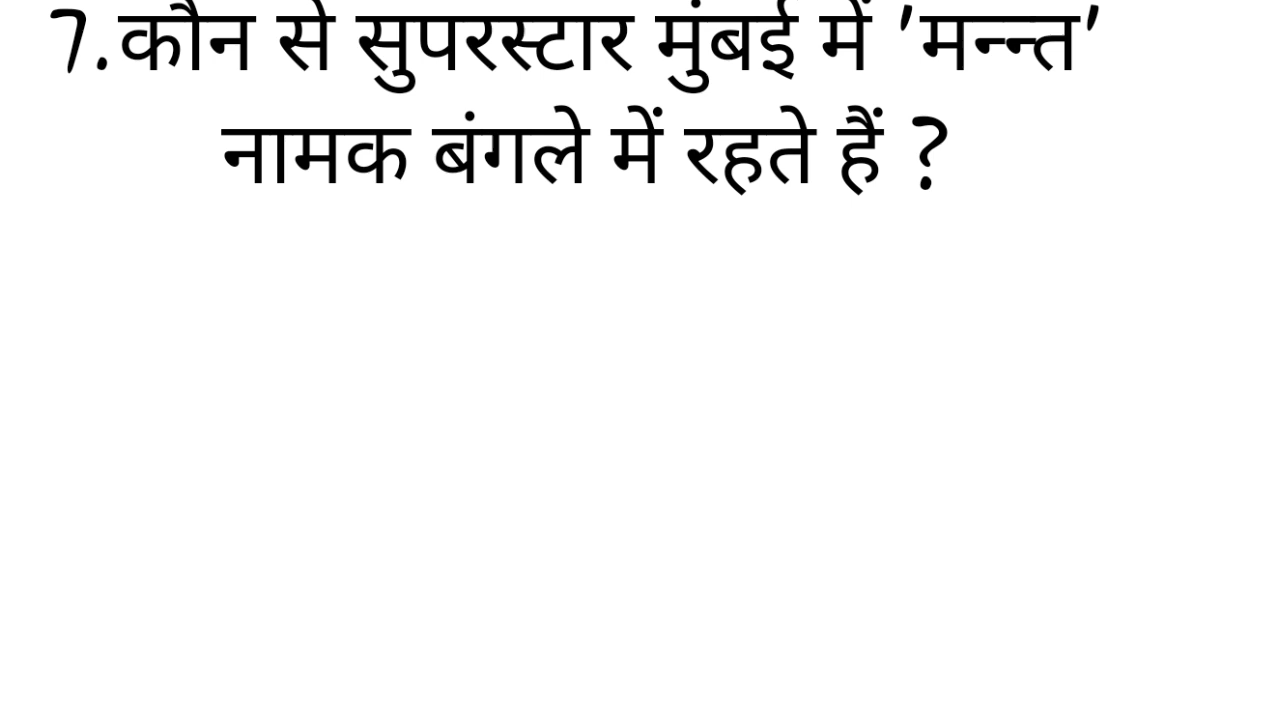 7.कौन से सुपरस्टार मुंबई में 'मन्न्त'
नामक बंगले में रहते हैं ?